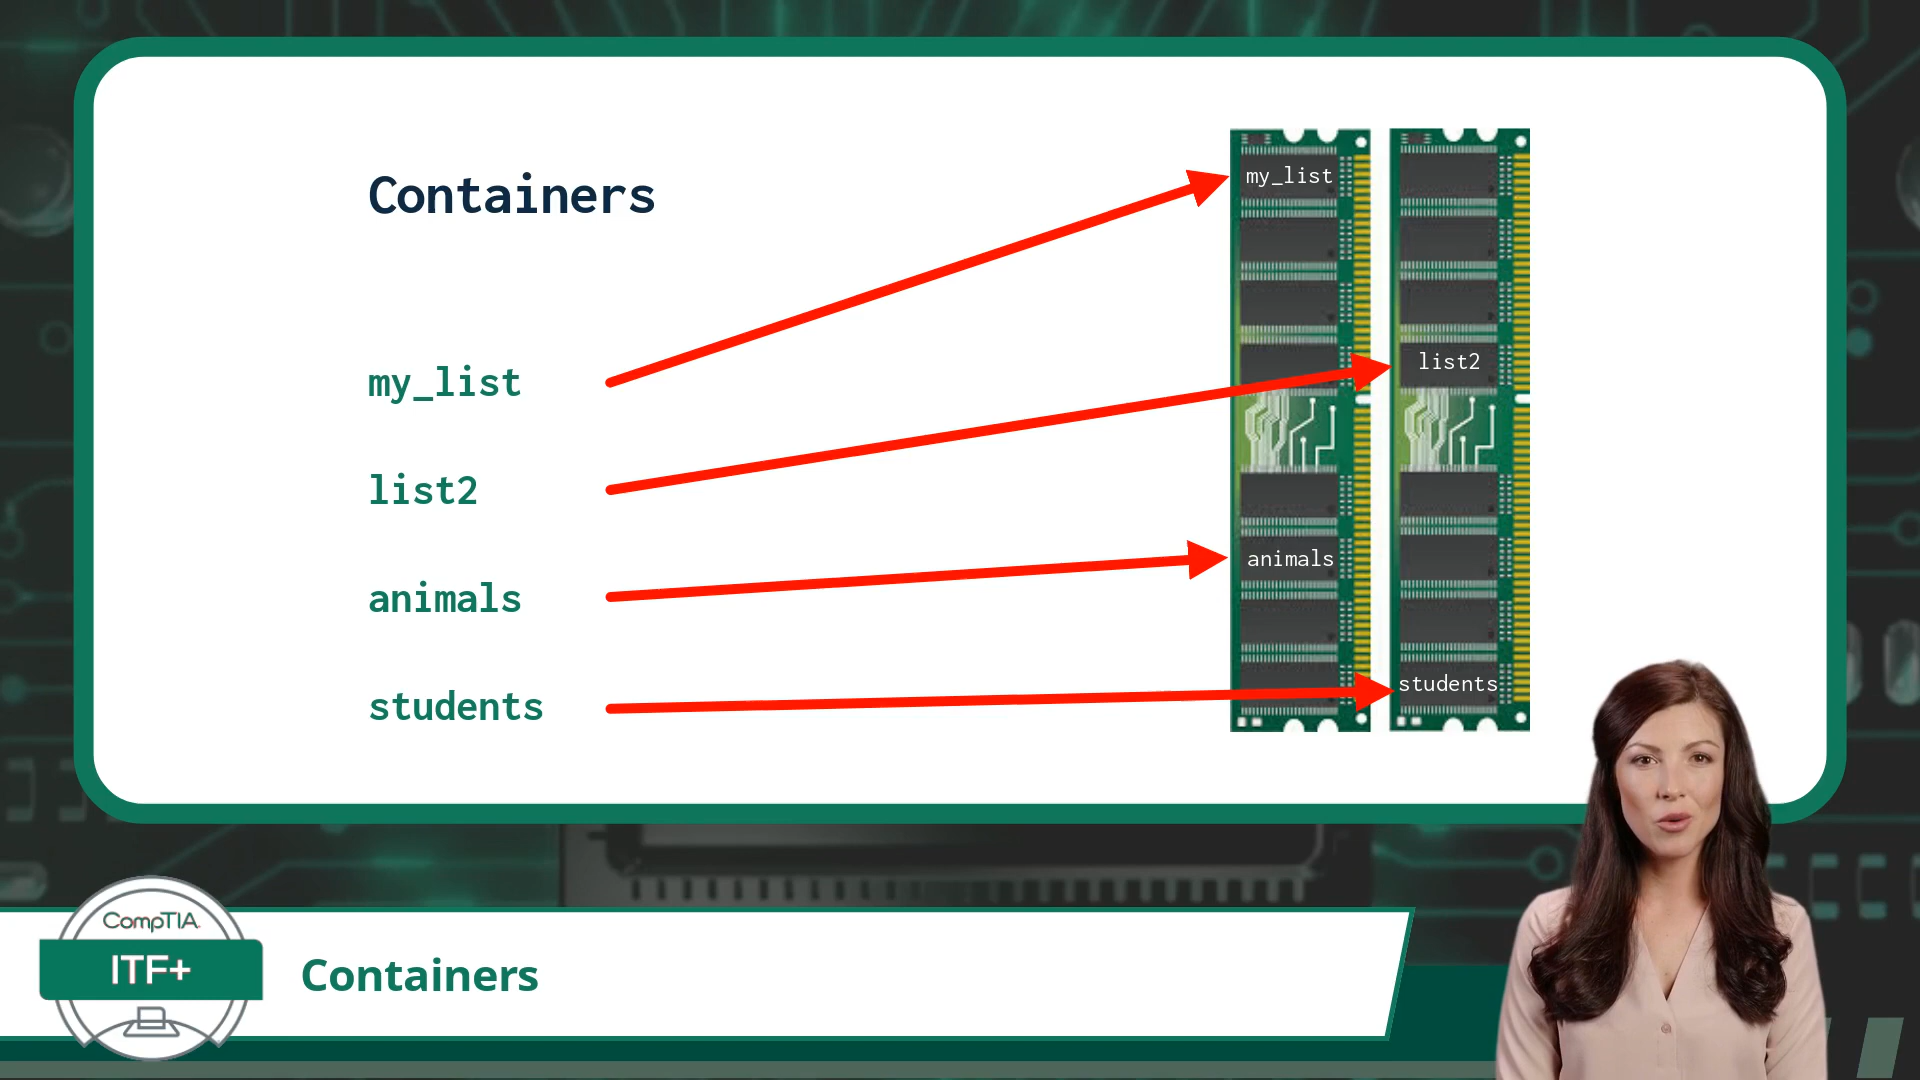 Containers
my_list
list2
animals
students
my_list
list2
animals
students
CompTIA
ITF+
Containers